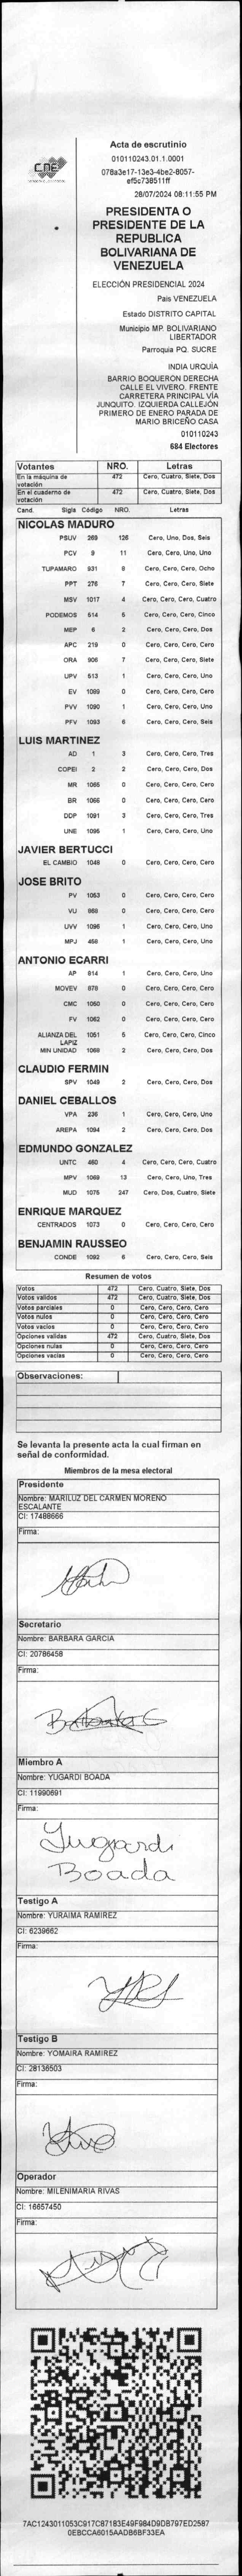 CNE
Acta de escrutinio
010110243.01.1.0001
078a3e17-13e3-4be2-8057-
ef5c738511ff
28/07/2024 08:11:55 PM
PRESIDENTA O
PRESIDENTE DE LA
REPUBLICA
BOLIVARIANA DE
VENEZUELA
ELECCIÓN PRESIDENCIAL 2024
Pais VENEZUELA
Estado DISTRITO CAPITAL
Municipio MP. BOLIVARIANO
LIBERTADOR
Parroquia PQ. SUCRE
INDIA URQUÍA
BARRIO BOQUERON DERECHA
CALLE EL VIVERO. FRENTE
CARRETERA PRINCIPAL VÍA
JUNQUITO. IZQUIERDA CALLEJÓN
PRIMERO DE ENERO PARADA DE
MARIO BRICEÑO CASA
010110243
684 Electores
Votantes NRO. Letras
En la máquina de votación 472 Cero, Cuatro, Siete, Dos
En el cuaderno de votación 472 Cero, Cuatro, Siete, Dos
Cand. Sigla Código NRO. Letras
NICOLAS MADURO
PSUV 269 126 Cero, Uno, Dos, Seis
PCV 9 11 Cero, Cero, Uno, Uno
TUPAMARO 931 8 Cero, Cero, Cero, Ocho
PPT 276 7 Cero, Cero, Cero, Siete
MSV 1017 4 Cero, Cero, Cero, Cuatro
PODEMOS 514 5 Cero, Cero, Cero, Cinco
MEP 6 2 Cero, Cero, Cero, Dos
APC 219 0 Cero, Cero, Cero, Cero
ORA 906 7 Cero, Cero, Cero, Siete
UPV 513 1 Cero, Cero, Cero, Uno
EV 1089 0 Cero, Cero, Cero, Cero
PVV 1090 1 Cero, Cero, Cero, Uno
PFV 1093 6 Cero, Cero, Cero, Seis
LUIS MARTINEZ
AD 1 3 Cero, Cero, Cero, Tres
COPEI 2 2 Cero, Cero, Cero, Dos
MR 1055 0 Cero, Cero, Cero, Cero
BR 1066 0 Cero, Cero, Cero, Cero
DDP 1091 3 Cero, Cero, Cero, Tres
UNE 1095 1 Cero, Cero, Cero, Uno
JAVIER BERTUCCI
EL CAMBIO 1048 0 Cero, Cero, Cero, Cero
JOSE BRITO
PV 1053 0 Cero, Cero, Cero, Cero
VU 868 0 Cero, Cero, Cero, Cero
UVV 1096 1 Cero, Cero, Cero, Uno
MPJ 458 1 Cero, Cero, Cero, Uno
ANTONIO ECARRI
AP 914 1 Cero, Cero, Cero, Uno
MOVEV 878 0 Cero, Cero, Cero, Cero
CMC 1050 0 Cero, Cero, Cero, Cero
FV 1062 0 Cero, Cero, Cero, Cero
ALIANZA DEL LAPIZ 1051 5 Cero, Cero, Cero, Cinco
MIN UNIDAD 1068 2 Cero, Cero, Cero, Dos
CLAUDIO FERMIN
SPV 1049 2 Cero, Cero, Cero, Dos
DANIEL CEBALLOS
VPA 236 1 Cero, Cero, Cero, Uno
AREPA 1094 2 Cero, Cero, Cero, Dos
EDMUNDO GONZALEZ
UNTC 460 4 Cero, Cero, Cero, Cuatro
MPV 1069 13 Cero, Cero, Uno, Tres
MUD 1075 247 Cero, Dos, Cuatro, Siete
ENRIQUE MARQUEZ
CENTRADOS 1073 0 Cero, Cero, Cero, Cero
BENJAMIN RAUSSEO
CONDE 1092 6 Cero, Cero, Cero, Seis
Resumen de votos
Votos 472 Cero, Cuatro, Siete, Dos
Votos validos 472 Cero, Cuatro, Siete, Dos
Votos parciales 0 Cero, Cero, Cero, Cero
Votos nulos 0 Cero, Cero, Cero, Cero
Votos vacios 0 Cero, Cero, Cero, Cero
Opciones validas 472 Cero, Cuatro, Siete, Dos
Opciones nulas 0 Cero, Cero, Cero, Cero
Opciones vacias 0 Cero, Cero, Cero, Cero
Observaciones:
Se levanta la presente acta la cual firman en
señal de conformidad.
Miembros de la mesa electoral
Presidente
Nombre: MARILUZ DEL CARMEN MORENO
ESCALANTE
CI: 17488666
Firma:
Secretario
Nombre: BARBARA GARCIA
CI: 20786458
Firma:
Miembro A
Nombre: YUGARDI BOADA
CI: 11990691
Firma:
Yugardi
Boada
Testigo A
Nombre: YURAIMA RAMIREZ
CI: 6239662
Firma:
Testigo B
Nombre: YOMAIRA RAMIREZ
CI: 28136503
Firma:
Operador
Nombre: MILENIMARIA RIVAS
CI: 16657450
Firma:
7AC1243011053C917C87183E49F984D9DB797ED2587
0EBCCA6015AADB6BF33EA